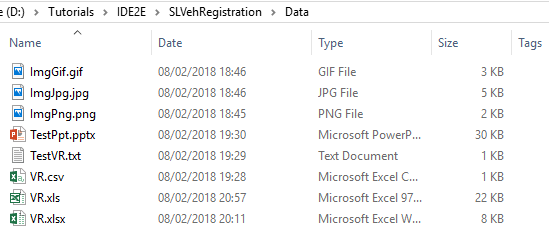 e (D:) > Tutorials > IDE2E > SLVehRegistration > Data
Name Date Type Size Tags
ImgGif.gif 08/02/2018 18:46 GIF File 3 KB
ImgJpg.jpg 08/02/2018 18:46 JPG File 5 KB
ImgPng.png 08/02/2018 18:45 PNG File 2 KB
TestPpt.pptx 08/02/2018 19:30 Microsoft PowerP... 30 KB
TestVR.txt 08/02/2018 19:29 Text Document 1 KB
VR.csv 08/02/2018 19:28 Microsoft Excel C... 1 KB
VR.xls 08/02/2018 20:57 Microsoft Excel 97... 22 KB
VR.xlsx 08/02/2018 20:11 Microsoft Excel W... 8 KB